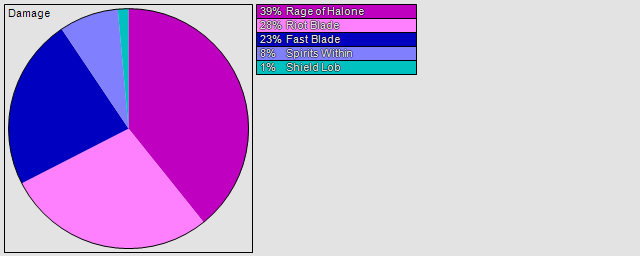 Damage
39% Rage of Halone
28% Riot Blade
23% Fast Blade
8% Spirits Within
1% Shield Lob